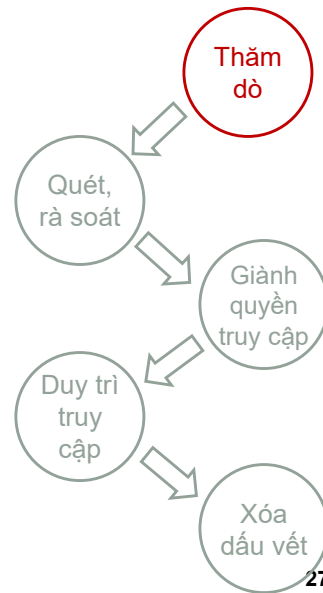 Thăm
dò
Quét,
rà soát
Giành
quyền
truy cập
Duy trì
truy
cập
Xóa
dấu vết
27